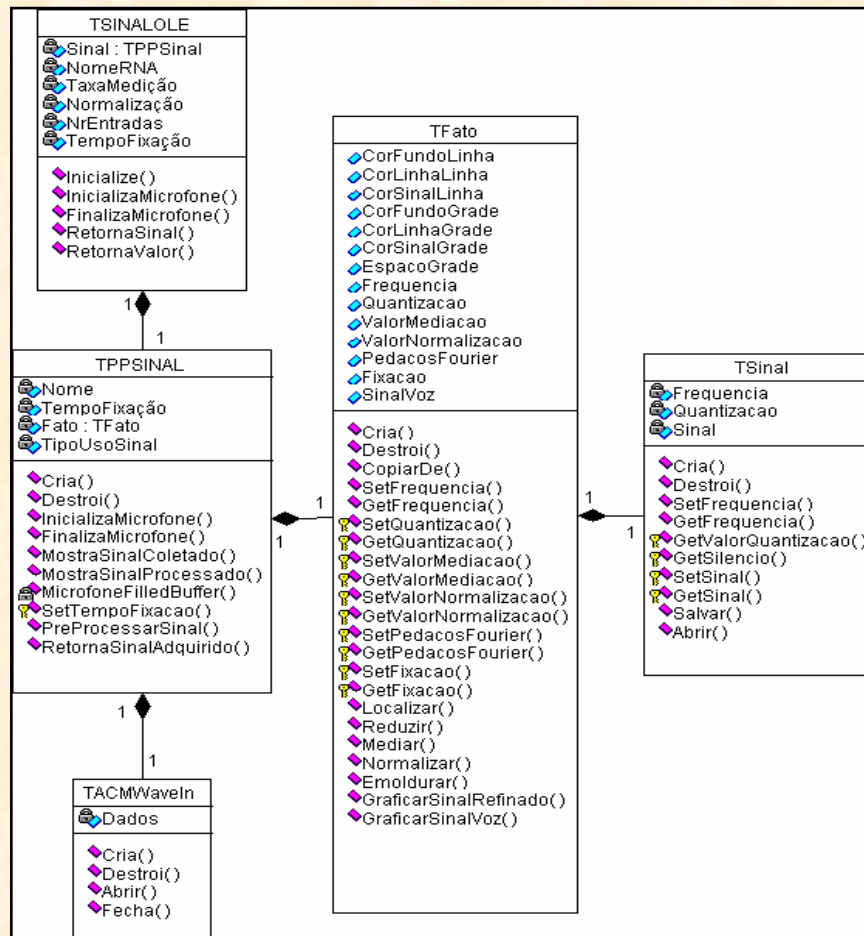 TSINALOLE
Sinal : TPPSinal
NomeRNA
TaxaMedição
Normalização
NrEntradas
TempoFixação
Inicialize()
InicializaMicrofone()
FinalizaMicrofone()
RetornaSinal()
RetornaValor()
1
1
TPPSINAL
Nome
TempoFixação
Fato : TFato
TipoUsoSinal
Cria()
Destroi()
InicializaMicrofone()
FinalizaMicrofone()
MostraSinalColetado()
MostraSinalProcessado()
MicrofoneFilledBuffer()
SetTempoFixacao()
PreProcessarSinal()
RetornaSinalAdquirido()
1
1
TACMWaveIn
Dados
Cria()
Destroi()
Abrir()
Fecha()
1
1
TFato
CorFundoLinha
CorLinhaLinha
CorSinalLinha
CorFundoGrade
CorLinhaGrade
CorSinalGrade
EspacoGrade
Frequencia
Quantizacao
ValorMediacao
ValorNormalizacao
PedacosFourier
Fixacao
SinalVoz
Cria()
Destroi()
CopiarDe()
SetFrequencia()
GetFrequencia()
SetQuantizacao()
GetQuantizacao()
SetValorMediacao()
GetValorMediacao()
SetValorNormalizacao()
GetValorNormalizacao()
SetPedacosFourier()
GetPedacosFourier()
SetFixacao()
GetFixacao()
Localizar()
Reduzir()
Mediar()
Normalizar()
Emoldurar()
GraficarSinalRefinado()
GraficarSinalVoz()
1
1
TSinal
Frequencia
Quantizacao
Sinal
Cria()
Destroi()
SetFrequencia()
GetFrequencia()
GetValorQuantizacao()
GetSilencio()
SetSinal()
GetSinal()
Salvar()
Abrir()